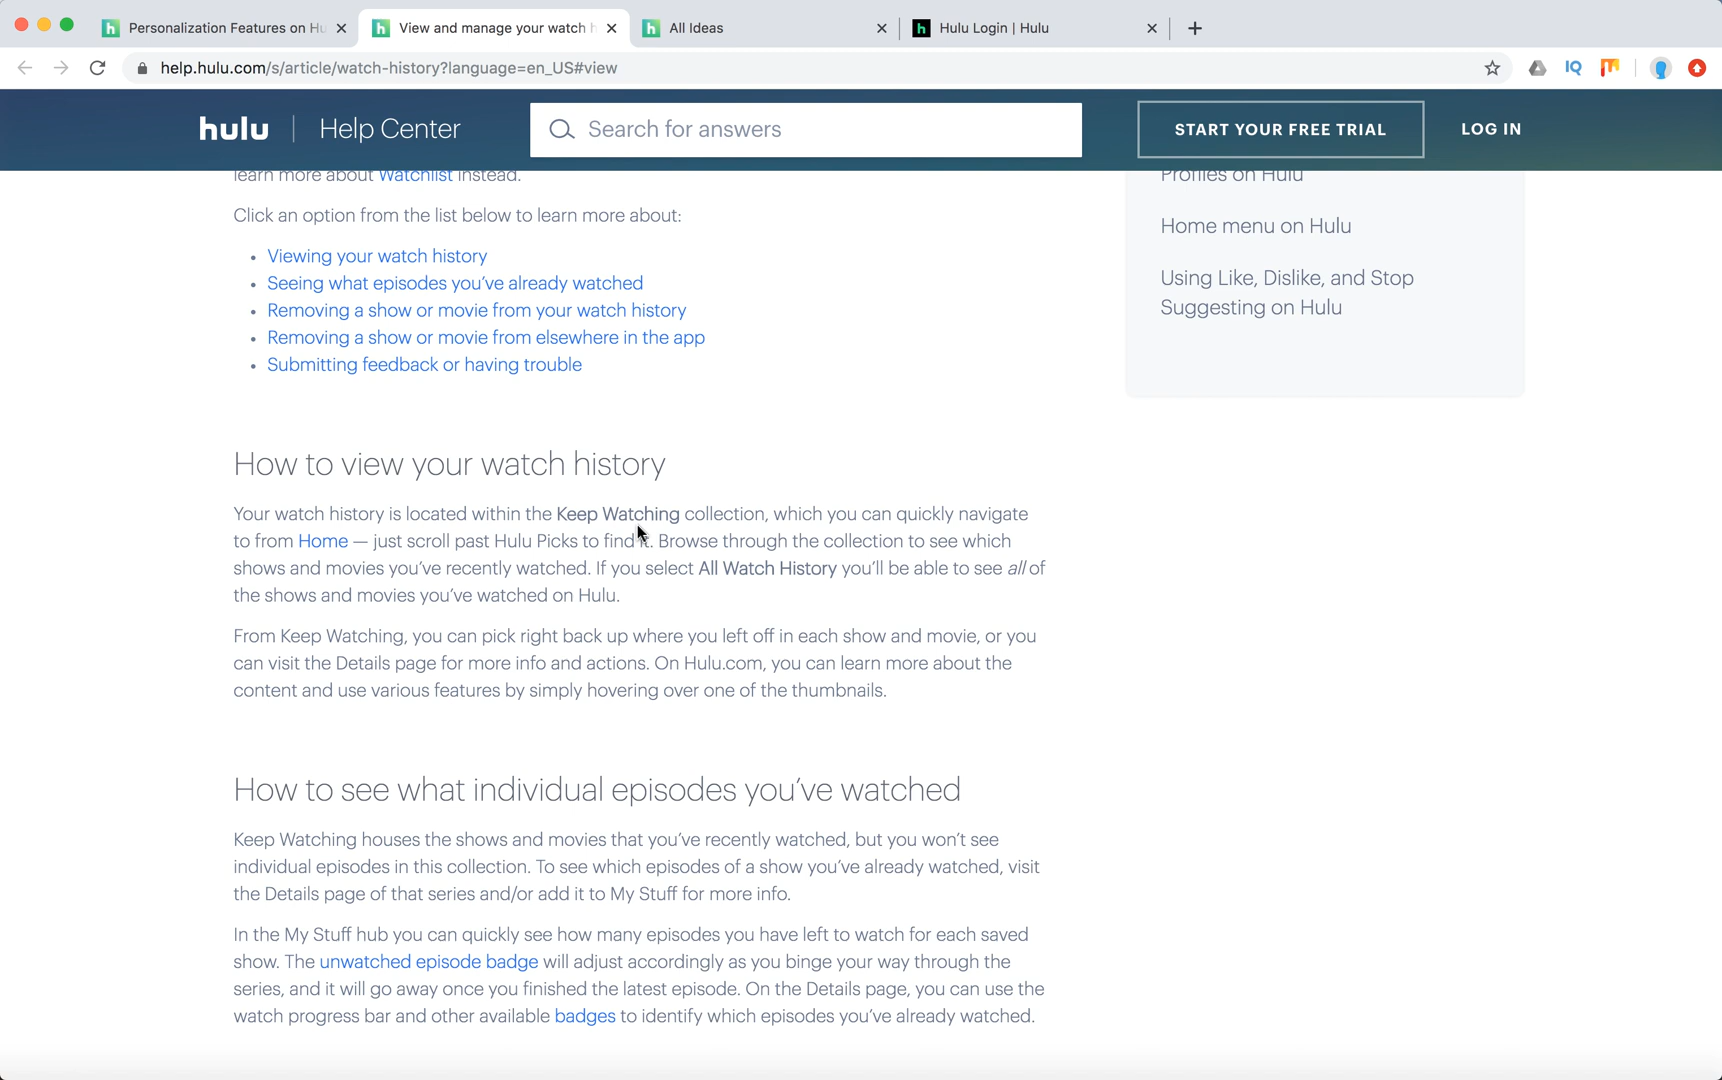 Personalization Features on Hu
View and manage your watch h
All Ideas
Hulu Login | Hulu
help.hulu.com/s/article/watch-history?language=en_US#view
IQ
hulu | Help Center
Search for answers
START YOUR FREE TRIAL
LOG IN
learn more about Watchlist instead.
Click an option from the list below to learn more about:
• Viewing your watch history
• Seeing what episodes you've already watched
• Removing a show or movie from your watch history
• Removing a show or movie from elsewhere in the app
• Submitting feedback or having trouble
Profiles on Hulu
Home menu on Hulu
Using Like, Dislike, and Stop
Suggesting on Hulu
How to view your watch history
Your watch history is located within the Keep Watching collection, which you can quickly navigate
to from Home — just scroll past Hulu Picks to find it. Browse through the collection to see which
shows and movies you've recently watched. If you select All Watch History you'll be able to see all of
the shows and movies you've watched on Hulu.
From Keep Watching, you can pick right back up where you left off in each show and movie, or you
can visit the Details page for more info and actions. On Hulu.com, you can learn more about the
content and use various features by simply hovering over one of the thumbnails.
How to see what individual episodes you've watched
Keep Watching houses the shows and movies that you've recently watched, but you won't see
individual episodes in this collection. To see which episodes of a show you've already watched, visit
the Details page of that series and/or add it to My Stuff for more info.
In the My Stuff hub you can quickly see how many episodes you have left to watch for each saved
show. The unwatched episode badge will adjust accordingly as you binge your way through the
series, and it will go away once you finished the latest episode. On the Details page, you can use the
watch progress bar and other available badges to identify which episodes you've already watched.